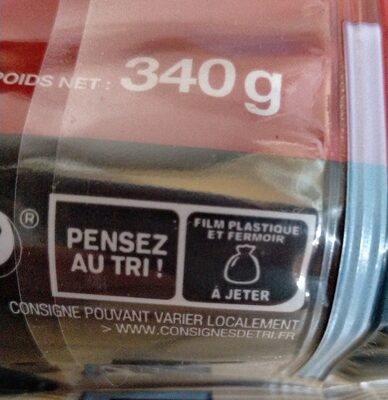 POIDS NET : 340 g
®
PENSEZ
AU TRI !
FILM PLASTIQUE
ET FERMOIR
À JETER
CONSIGNE POUVANT VARIER LOCALEMENT
> WWW.CONSIGNESDETRI.FR